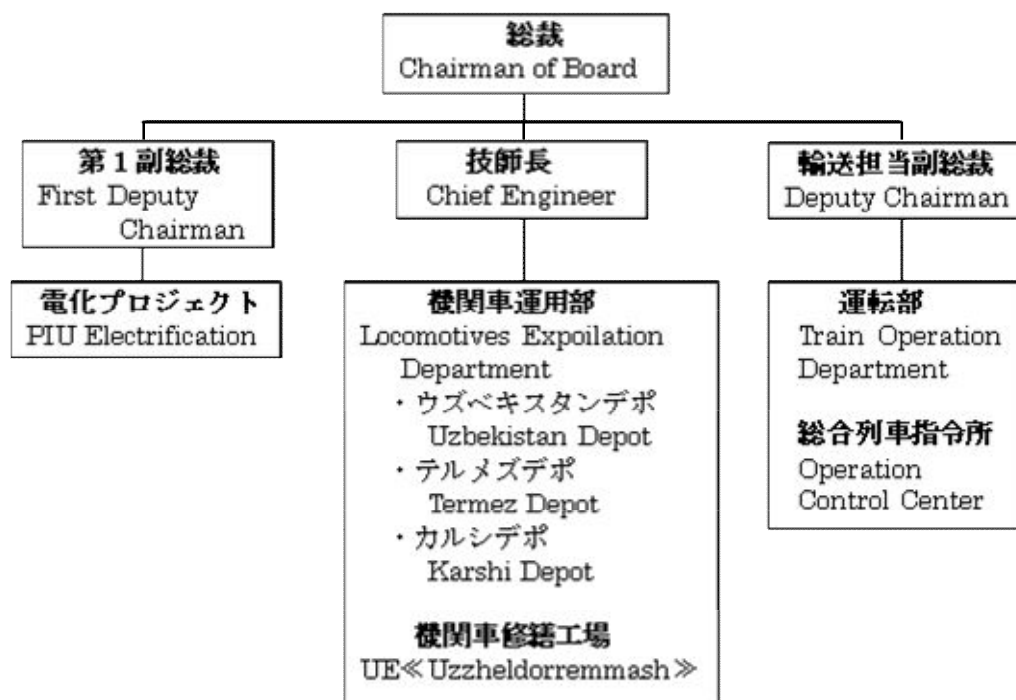 総裁
Chairman of Board
第1副総裁
First Deputy
Chairman
技師長
Chief Engineer
輸送担当副総裁
Deputy Chairman
電化プロジェクト
PIU Electrification
機関車運用部
Locomotives Expoilation
Department
・ウズベキスタンデポ
Uzbekistan Depot
・テルメズデポ
Termez Depot
・カルシデポ
Karshi Depot
機関車修繕工場
UE≪Uzzheldorremmash≫
運転部
Train Operation
Department
総合列車指令所
Operation
Control Center